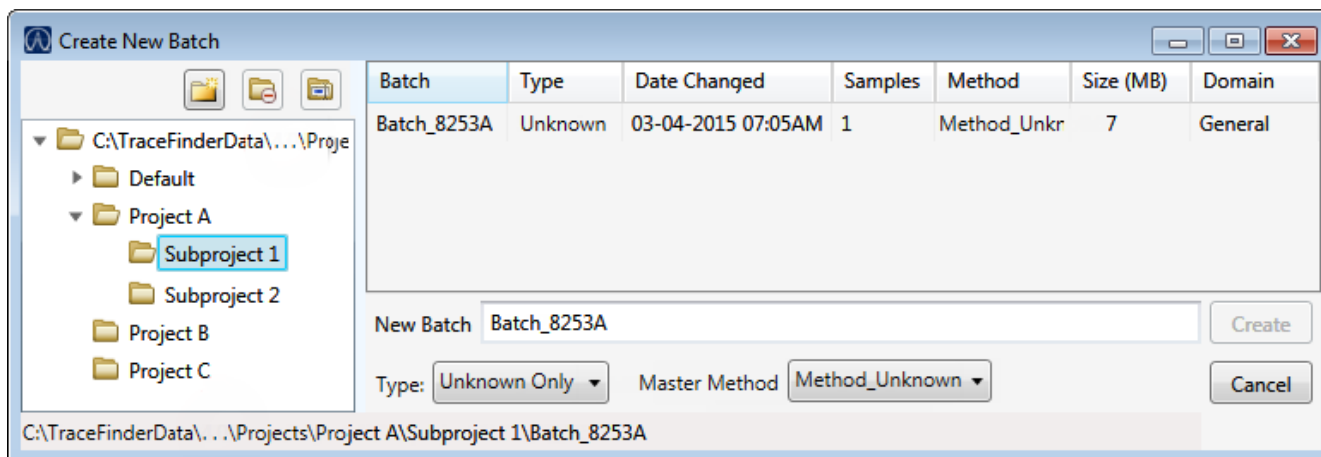 Create New Batch
Batch Type Date Changed Samples Method Size (MB) Domain
Batch_8253A Unknown 03-04-2015 07:05AM 1 Method_Unkr 7 General
C:\TraceFinderData\...\Proje
Default
Project A
Subproject 1
Subproject 2
Project B
Project C
New Batch Batch_8253A Create
Type: Unknown Only Master Method Method_Unknown Cancel
C:\TraceFinderData\. . .\Projects\Project A\Subproject 1\Batch_8253A